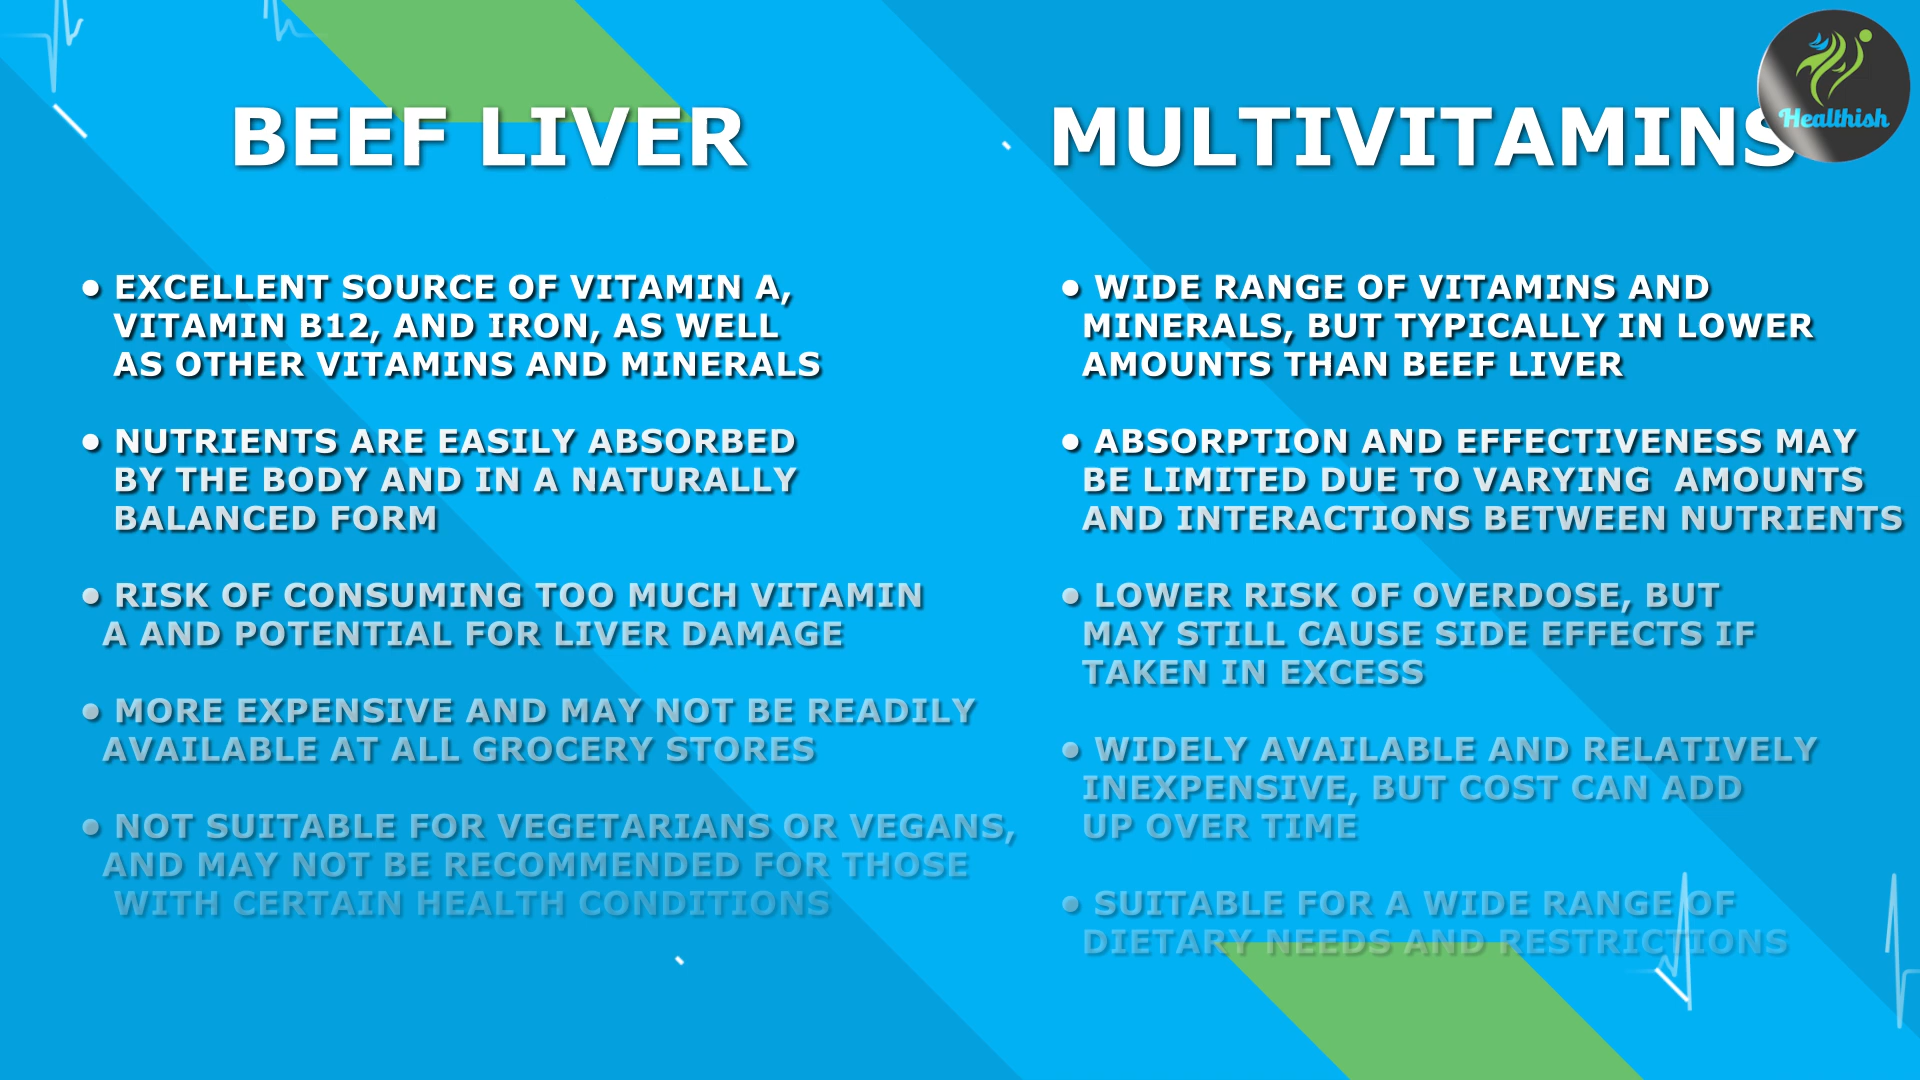 BEEF LIVER
• EXCELLENT SOURCE OF VITAMIN A,
VITAMIN B12, AND IRON, AS WELL
AS OTHER VITAMINS AND MINERALS
• NUTRIENTS ARE EASILY ABSORBED
BY THE BODY AND IN A NATURALLY
BALANCED FORM
• RISK OF CONSUMING TOO MUCH VITAMIN
A AND POTENTIAL FOR LIVER DAMAGE
• MORE EXPENSIVE AND MAY NOT BE READILY
AVAILABLE AT ALL GROCERY STORES
• NOT SUITABLE FOR VEGETARIANS OR VEGANS,
AND MAY NOT BE RECOMMENDED FOR THOSE
WITH CERTAIN HEALTH CONDITIONS
MULTIVITAMINS
Healthish
• WIDE RANGE OF VITAMINS AND
MINERALS, BUT TYPICALLY IN LOWER
AMOUNTS THAN BEEF LIVER
• ABSORPTION AND EFFECTIVENESS MAY
BE LIMITED DUE TO VARYING AMOUNTS
AND INTERACTIONS BETWEEN NUTRIENTS
• LOWER RISK OF OVERDOSE, BUT
MAY STILL CAUSE SIDE EFFECTS IF
TAKEN IN EXCESS
• WIDELY AVAILABLE AND RELATIVELY
INEXPENSIVE, BUT COST CAN ADD
UP OVER TIME
• SUITABLE FOR A WIDE RANGE OF
DIETARY NEEDS AND RESTRICTIONS